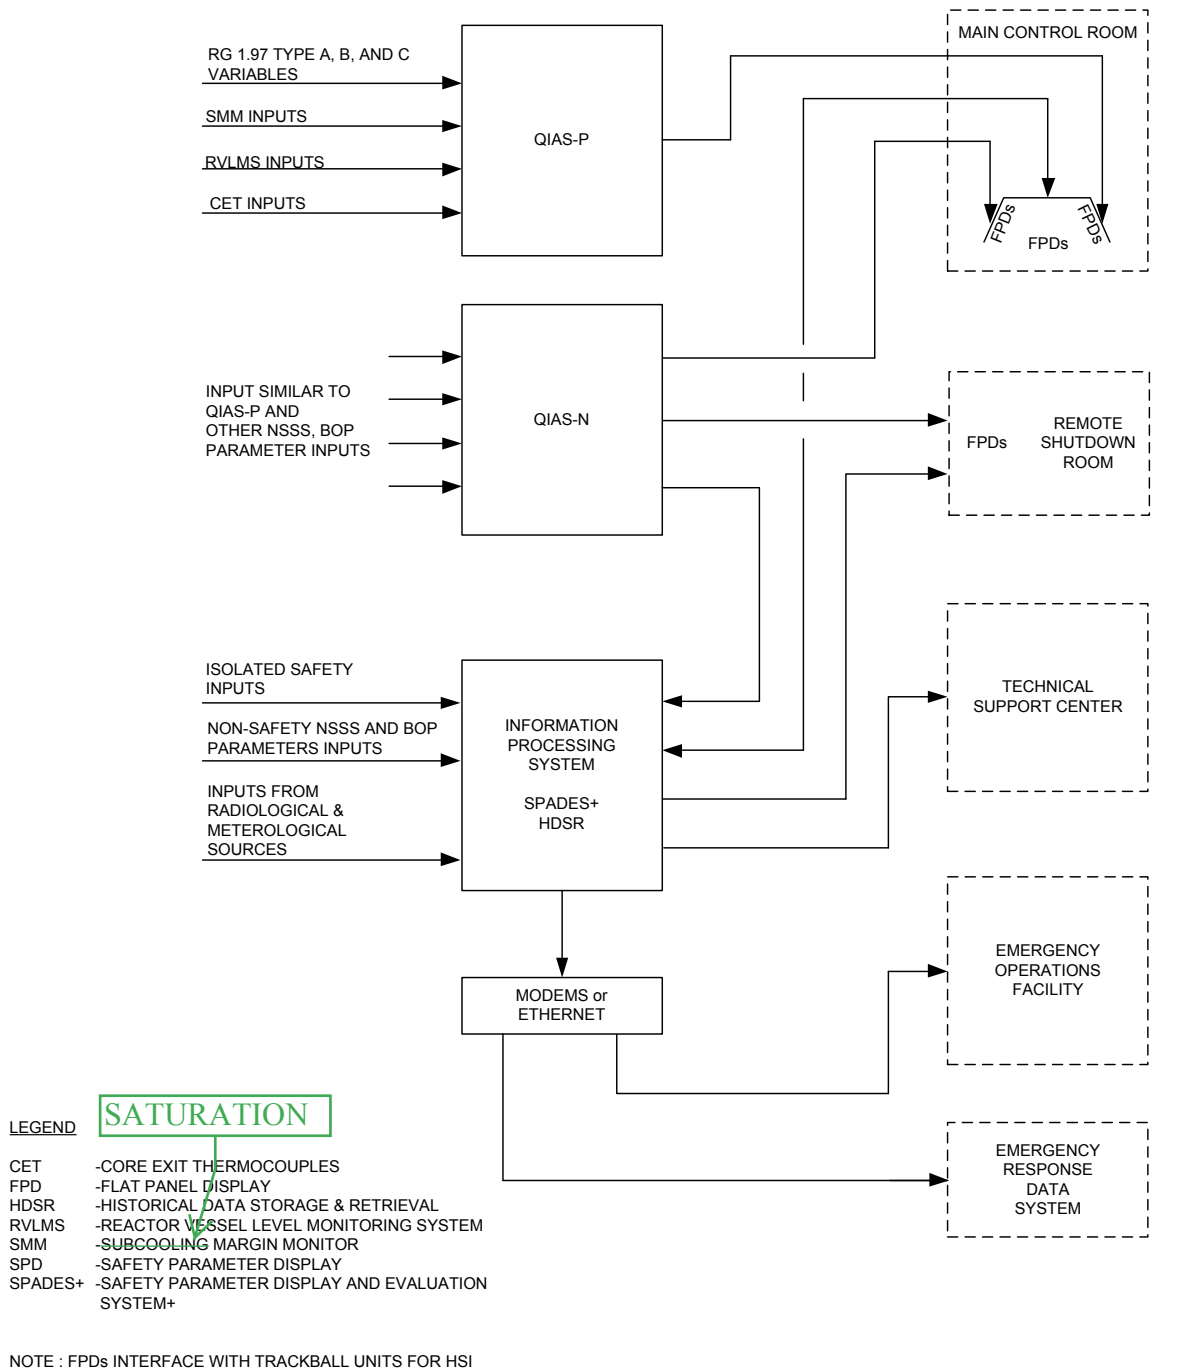 RG 1.97 TYPE A, B, AND C
VARIABLES
SMM INPUTS
RVLMS INPUTS
CET INPUTS
QIAS-P
MAIN CONTROL ROOM
FPDs
FPDs
FPDs
INPUT SIMILAR TO
QIAS-P AND
OTHER NSSS, BOP
PARAMETER INPUTS
QIAS-N
FPDs
REMOTE
SHUTDOWN
ROOM
ISOLATED SAFETY
INPUTS
NON-SAFETY NSSS AND BOP
PARAMETERS INPUTS
INPUTS FROM
RADIOLOGICAL &
METEROLOGICAL
SOURCES
INFORMATION
PROCESSING
SYSTEM
SPADES+
HDSR
TECHNICAL
SUPPORT CENTER
MODEMS or
ETHERNET
EMERGENCY
OPERATIONS
FACILITY
EMERGENCY
RESPONSE
DATA
SYSTEM
LEGEND
SATURATION
CET -CORE EXIT THERMOCOUPLES
FPD -FLAT PANEL DISPLAY
HDSR -HISTORICAL DATA STORAGE & RETRIEVAL
RVLMS -REACTOR VESSEL LEVEL MONITORING SYSTEM
SMM -SUBCOOLING MARGIN MONITOR
SPD -SAFETY PARAMETER DISPLAY
SPADES+ -SAFETY PARAMETER DISPLAY AND EVALUATION
SYSTEM+
NOTE : FPDs INTERFACE WITH TRACKBALL UNITS FOR HSI